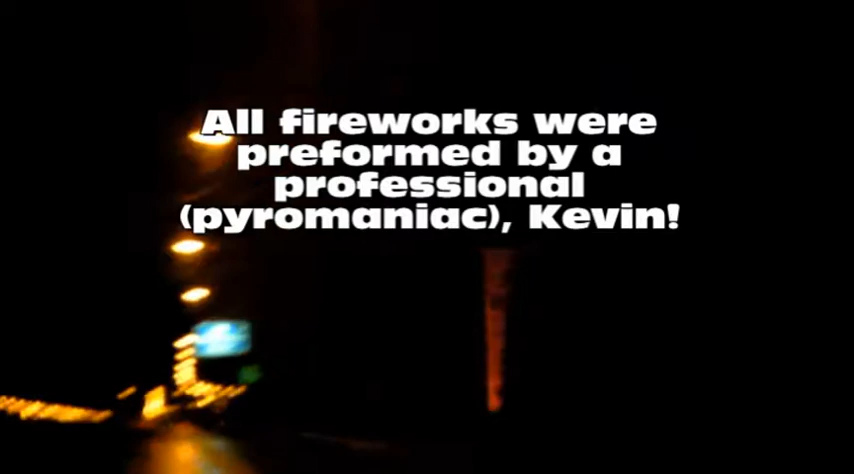 All fireworks were
preformed by a
professional
(pyromaniac), Kevin!